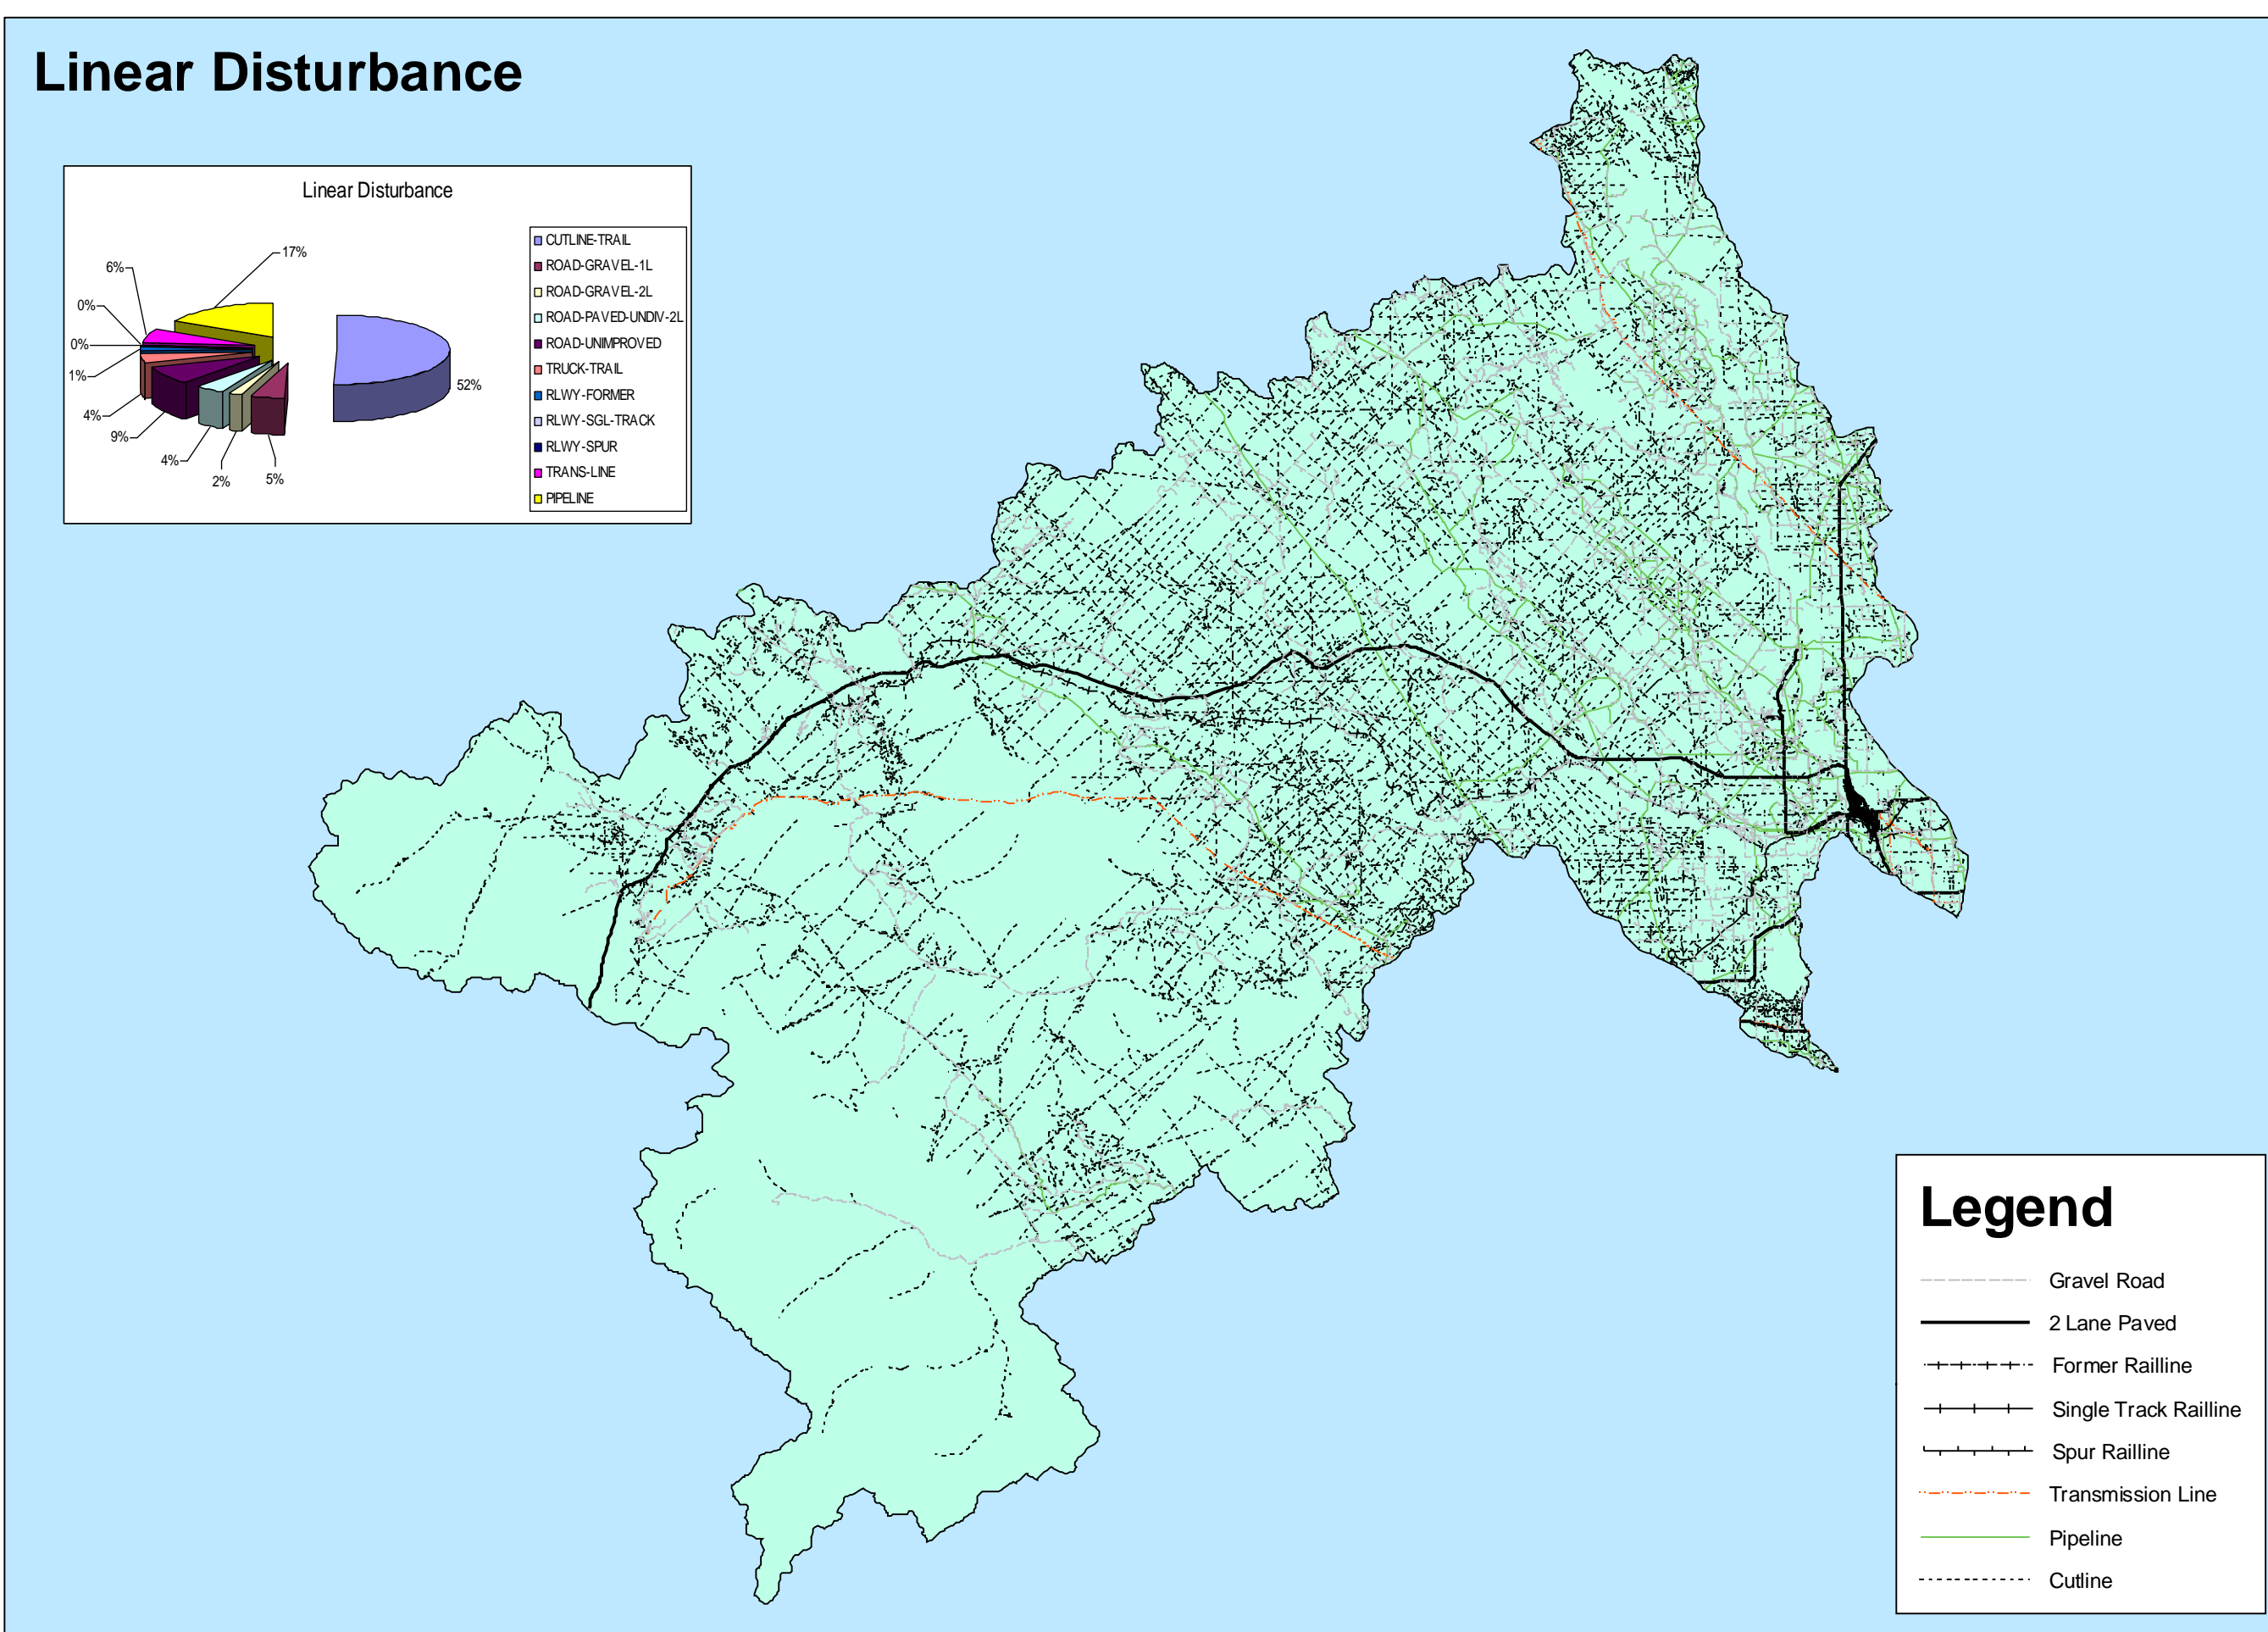 Linear Disturbance
Linear Disturbance
17%
6%
0%
0%
1%
4%
9%
4%
2%
5%
52%
CUTLINE-TRAIL
ROAD-GRAVEL-1L
ROAD-GRAVEL-2L
ROAD-PAVED-UNDIV-2L
ROAD-UNIMPROVED
TRUCK-TRAIL
RLWY-FORMER
RLWY-SGL-TRACK
RLWY-SPUR
TRANS-LINE
PIPELINE
Legend
Gravel Road
2 Lane Paved
Former Railline
Single Track Railline
Spur Railline
Transmission Line
Pipeline
Cutline